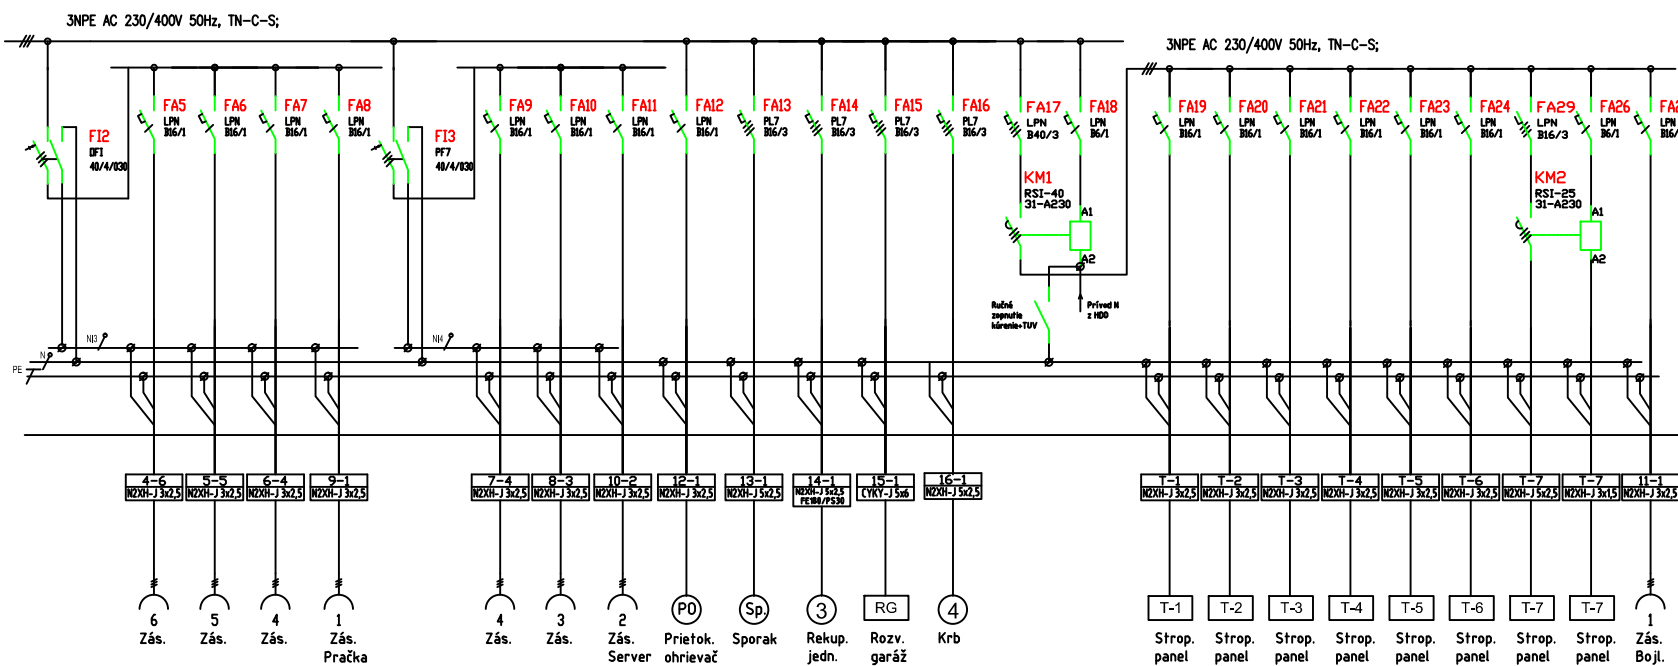 3NPE AC 230/400V 50Hz, TN-C-S;
3NPE AC 230/400V 50Hz, TN-C-S;
FI2
OFI
40/4/030
FA5
LPN
B16/1
FA6
LPN
B16/1
FA7
LPN
B16/1
FA8
LPN
B16/1
FI3
PF7
40/4/030
FA9
LPN
B16/1
FA10
LPN
B16/1
FA11
LPN
B16/1
FA12
LPN
B16/1
FA13
PL7
B16/3
FA14
PL7
B16/3
FA15
PL7
B16/3
FA16
PL7
B16/3
FA17
LPN
B40/3
FA18
LPN
B6/1
FA19
LPN
B16/1
FA20
LPN
B16/1
FA21
LPN
B16/1
FA22
LPN
B16/1
FA23
LPN
B16/1
FA24
LPN
B16/1
FA29
LPN
B16/3
FA26
LPN
B6/1
LPN
KM1
RSI-40
31-A230
A1
A2
KM2
RSI-25
31-A230
A1
A2
Ručné
zopnutie
kúrenie+TUV
Prívod N
z HDO
NI3
NI4
N
PE
4-6
N2XH-J 3x2,5
5-5
N2XH-J 3x2,5
6-4
N2XH-J 3x2,5
9-1
N2XH-J 3x2,5
7-4
N2XH-J 3x2,5
8-3
N2XH-J 3x2,5
10-2
N2XH-J 3x2,5
12-1
N2XH-J 3x2,5
13-1
N2XH-J 5x2,5
14-1
N2XH-J 5x2,5
FE180/PS30
15-1
CYKY-J 5x6
16-1
N2XH-J 5x2,5
T-1
N2XH-J 3x2,5
T-2
N2XH-J 3x2,5
T-3
N2XH-J 3x2,5
T-4
N2XH-J 3x2,5
T-5
N2XH-J 3x2,5
T-6
N2XH-J 3x2,5
T-7
N2XH-J 5x2,5
T-7
N2XH-J 3x1,5
11-1
N2XH-J 3x2,5
6
Zás.
5
Zás.
4
Zás.
1
Zás.
Pračka
4
Zás.
3
Zás.
2
Zás.
Server
PO
Prietok.
ohrievač
Sp.
Sporak
3
Rekup.
jedn.
RG
Rozv.
garáž
4
Krb
T-1
Strop.
panel
T-2
Strop.
panel
T-3
Strop.
panel
T-4
Strop.
panel
T-5
Strop.
panel
T-6
Strop.
panel
T-7
Strop.
panel
T-7
Strop.
panel
1
Zás.
Bojl.